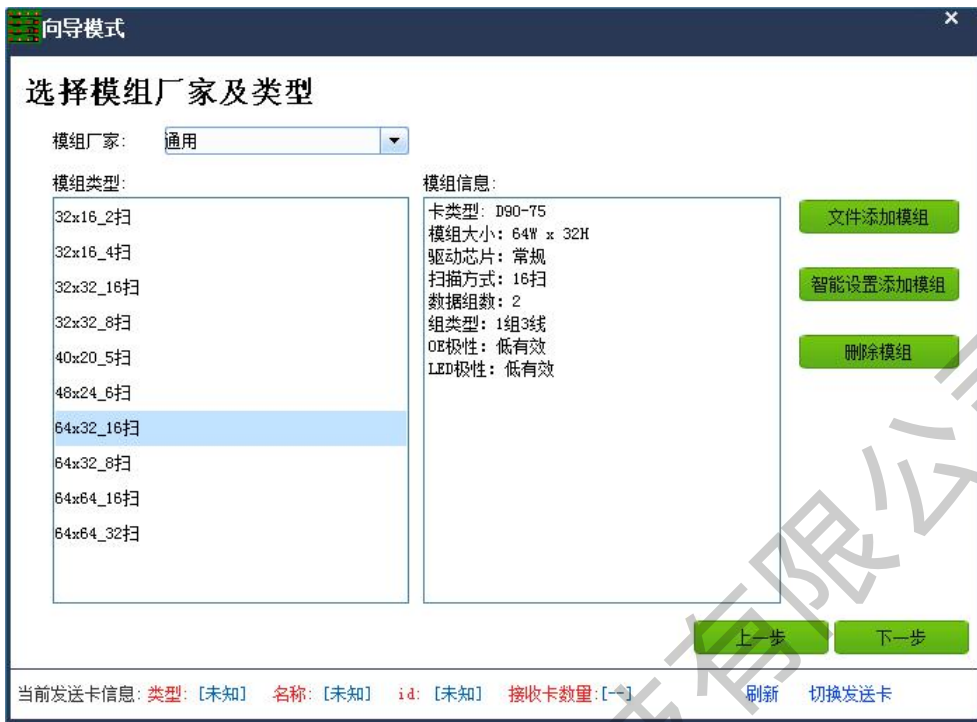 向导模式
×
选择模组厂家及类型
模组厂家: 通用
模组类型:
32x16_2扫
32x16_4扫
32x32_16扫
32x32_8扫
40x20_5扫
48x24_6扫
64x32_16扫
64x32_8扫
64x64_16扫
64x64_32扫
模组信息:
卡类型: D90-75
模组大小: 64W x 32H
驱动芯片: 常规
扫描方式: 16扫
数据组数: 2
组类型: 1组3线
OE极性: 低有效
LED极性: 低有效
文件添加模组
智能设置添加模组
删除模组
上一步 下一步
当前发送卡信息: 类型: [未知] 名称: [未知] id: [未知] 接收卡数量:[--] 刷新 切换发送卡
技有限公司